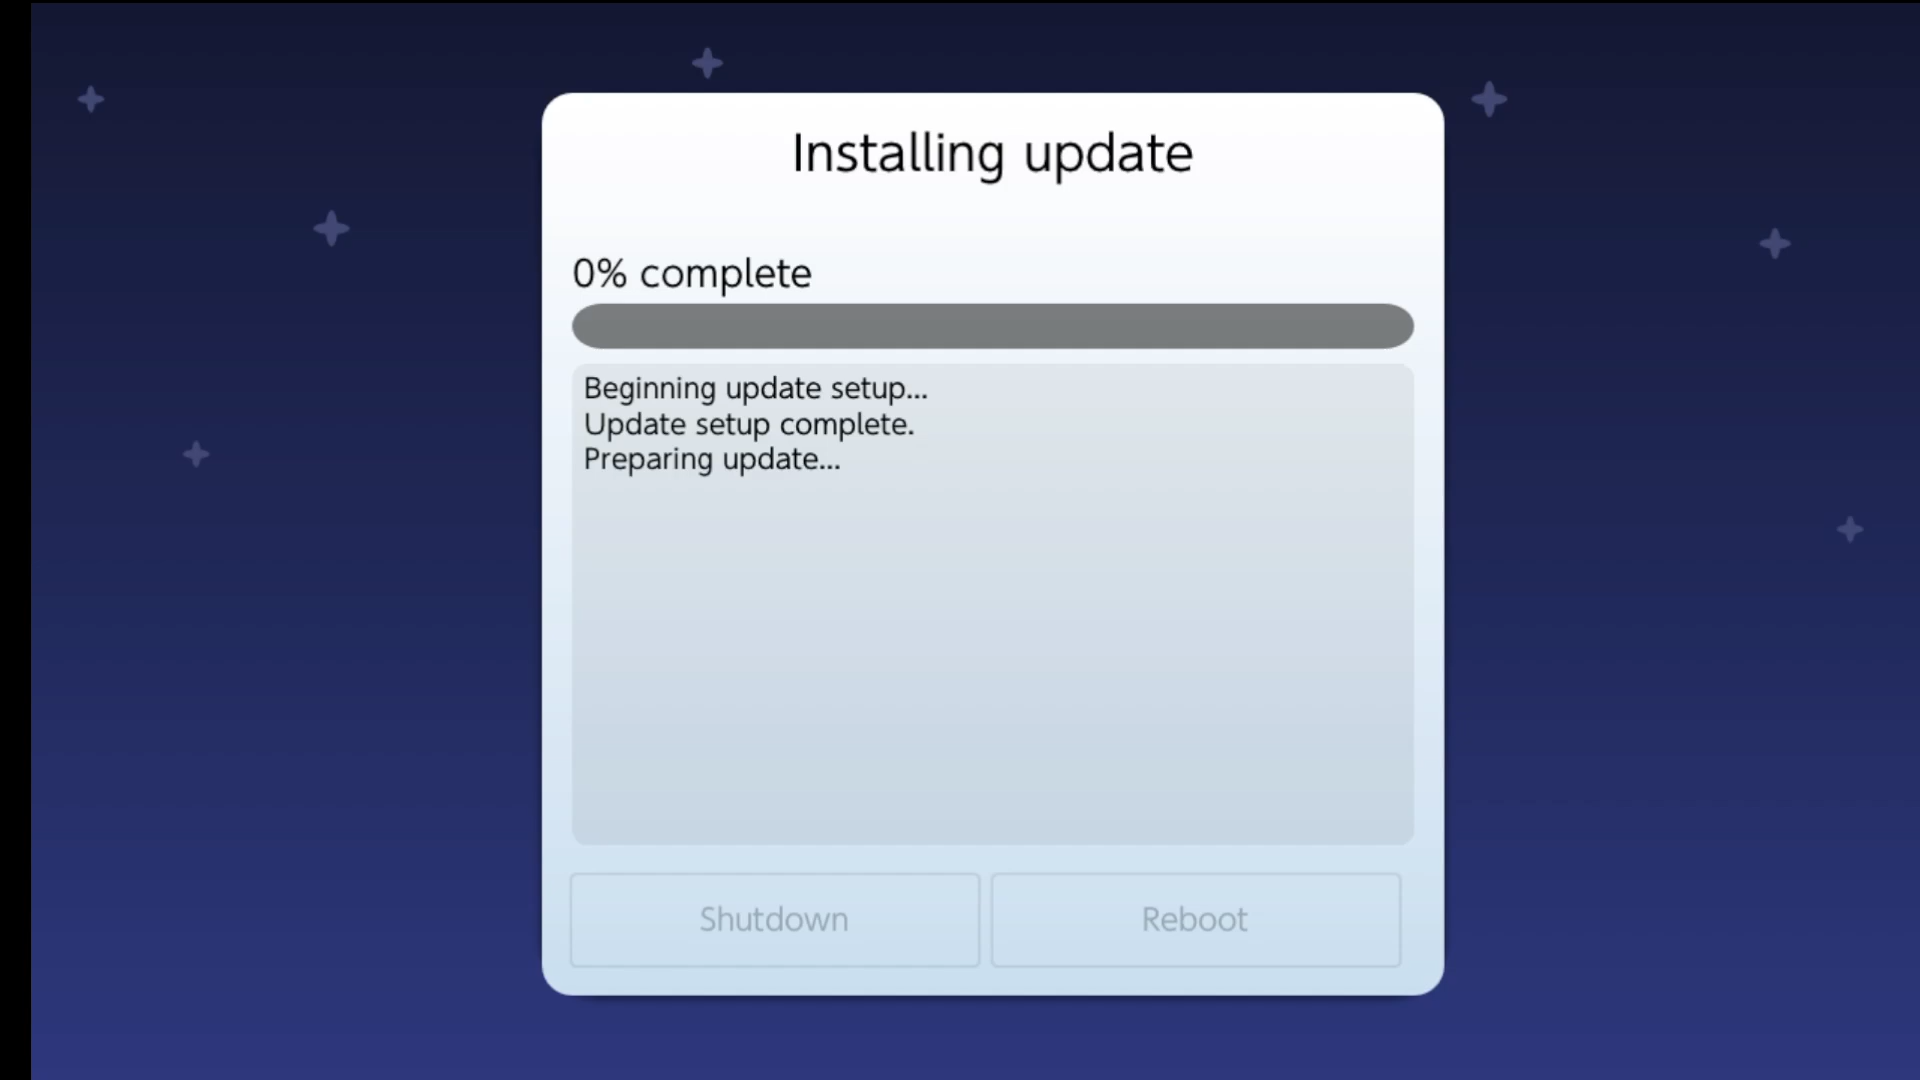 Installing update
0% complete
Beginning update setup...
Update setup complete.
Preparing update...
Shutdown
Reboot